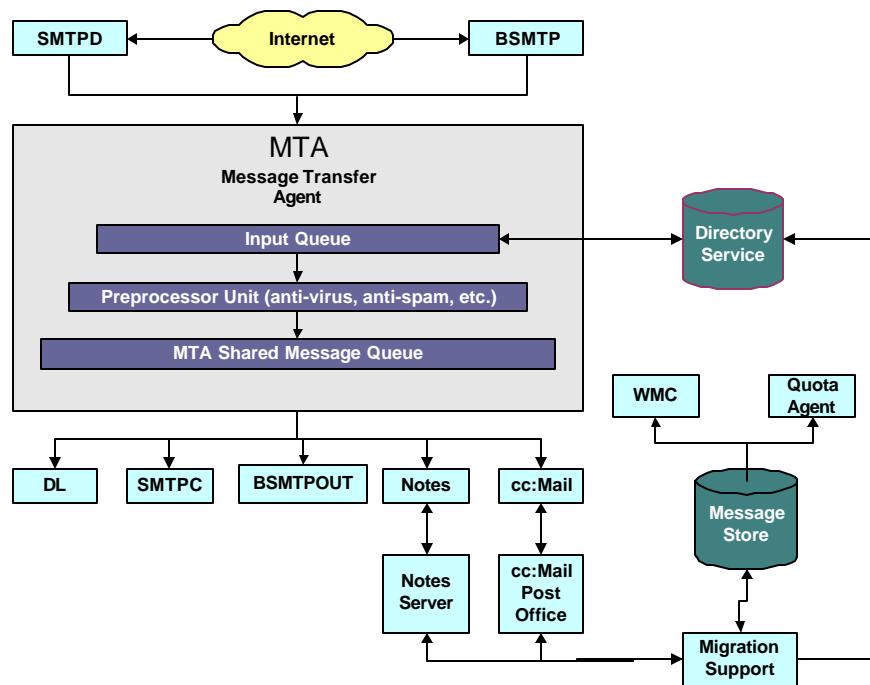 SMTPD
Internet
BSMTP
MTA
Message Transfer
Agent
Input Queue
Preprocessor Unit (anti-virus, anti-spam, etc.)
MTA Shared Message Queue
Directory
Service
WMC
Quota
Agent
DL
SMTPC
BSMTPOUT
Notes
cc:Mail
Message
Store
Notes
Server
cc:Mail
Post
Office
Migration
Support